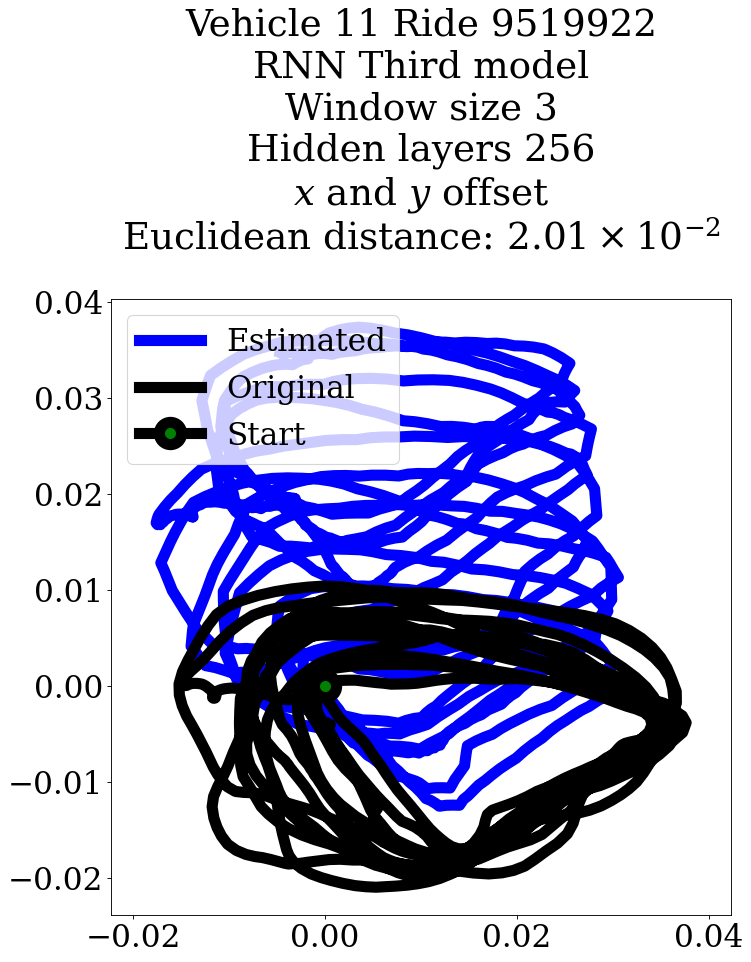 Vehicle 11 Ride 9519922
RNN Third model
Window size 3
Hidden layers 256
x and y offset
Euclidean distance: 2.01 × 10⁻²
0.04
0.03
0.02
0.01
0.00
−0.01
−0.02
Estimated
Original
Start
−0.02 0.00 0.02 0.04